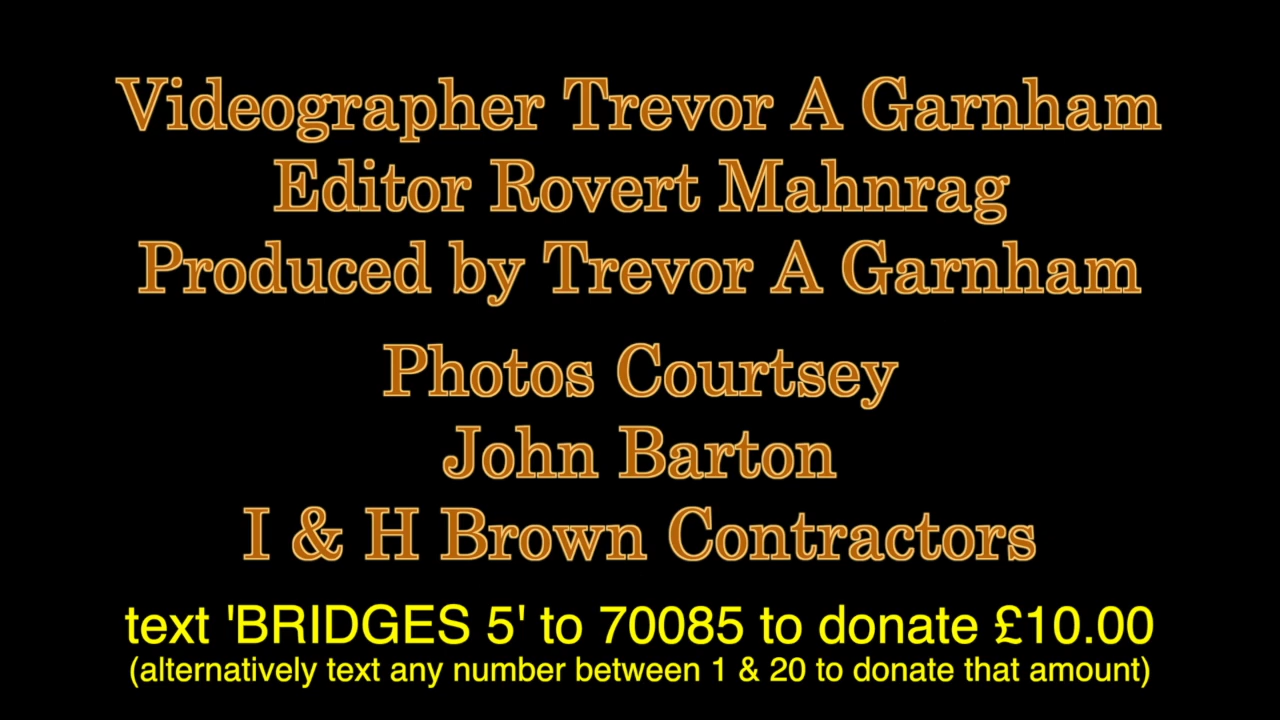 Videographer Trevor A Garnham
Editor Rovert Mahnrag
Produced by Trevor A Garnham
Photos Courtsey
John Barton
I & H Brown Contractors
text 'BRIDGES 5' to 70085 to donate £10.00
(alternatively text any number between 1 & 20 to donate that amount)